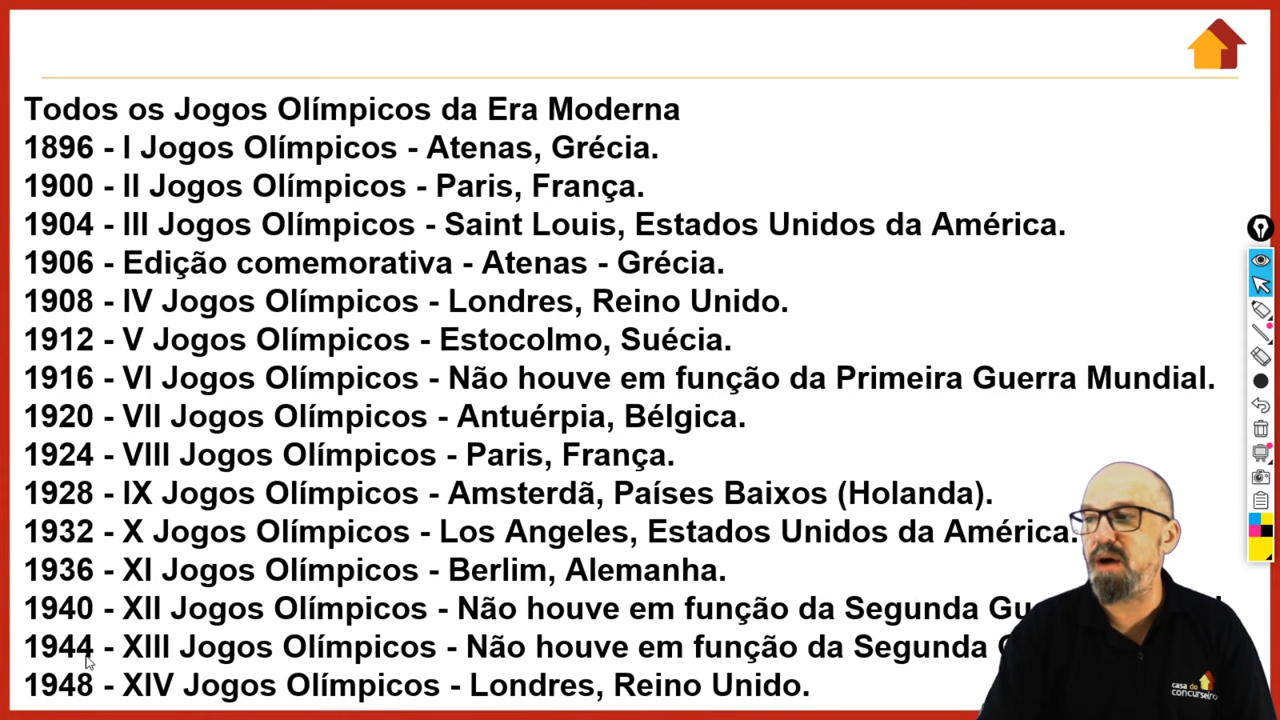 Todos os Jogos Olímpicos da Era Moderna
1896 - I Jogos Olímpicos - Atenas, Grécia.
1900 - II Jogos Olímpicos - Paris, França.
1904 - III Jogos Olímpicos - Saint Louis, Estados Unidos da América.
1906 - Edição comemorativa - Atenas - Grécia.
1908 - IV Jogos Olímpicos - Londres, Reino Unido.
1912 - V Jogos Olímpicos - Estocolmo, Suécia.
1916 - VI Jogos Olímpicos - Não houve em função da Primeira Guerra Mundial.
1920 - VII Jogos Olímpicos - Antuérpia, Bélgica.
1924 - VIII Jogos Olímpicos - Paris, França.
1928 - IX Jogos Olímpicos - Amsterdã, Países Baixos (Holanda).
1932 - X Jogos Olímpicos - Los Angeles, Estados Unidos da América.
1936 - XI Jogos Olímpicos - Berlim, Alemanha.
1940 - XII Jogos Olímpicos - Não houve em função da Segunda
1944 - XIII Jogos Olímpicos - Não houve em função da Segunda
1948 - XIV Jogos Olímpicos - Londres, Reino Unido.
casa do
concurseiro